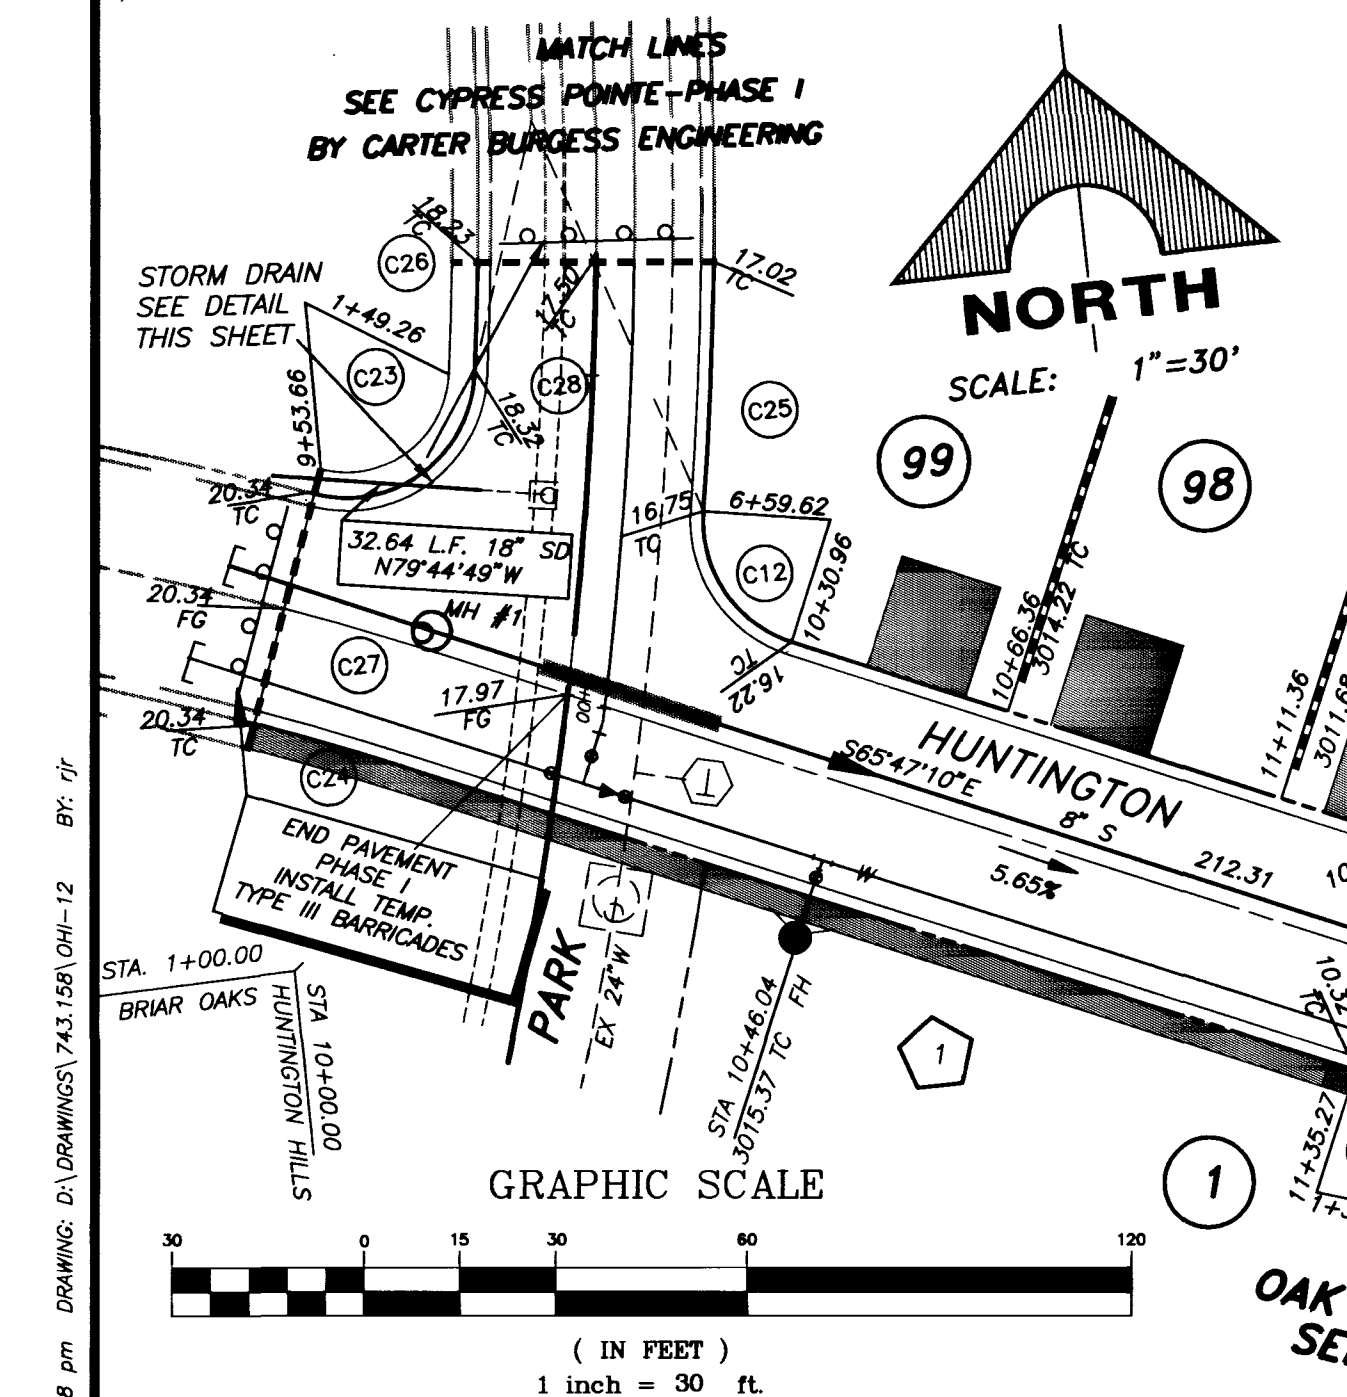 MATCH LINES
SEE CYPRESS POINTE-PHASE I
BY CARTER BURGESS ENGINEERING
NORTH
SCALE: 1"=30'
STORM DRAIN
SEE DETAIL
THIS SHEET
18.23
TC
C26
1+49.26
C23
9+53.66
17.50
TC
17.02
TC
C28
18.32
TC
C25
99
98
20.34
TC
16.75
TC
6+59.62
C12
10+30.96
32.64 L.F. 18" SD
N79°44'49"W
MH #1
20.34
FG
C27
17.97
FG
16.22
TC
10+66.36
3014.22 TC
11+11.36
3011.68
20.34
TC
C24
HUNTINGTON
S65°47'10"E
8" S
5.65%
212.31
10
W
T
END PAVEMENT
PHASE I
INSTALL TEMP.
TYPE III BARRICADES
STA. 1+00.00
BRIAR OAKS
STA 10+00.00
HUNTINGTON HILLS
PARK
EX 24"W
STA 10+46.04
3015.37 TC FH
1
10.32
TC
11+35.27
1
GRAPHIC SCALE
30 0 15 30 60 120
( IN FEET )
1 inch = 30 ft.
OAK
8 pm DRAWING: D:\DRAWINGS\743.158\OHI-12 BY: rjr